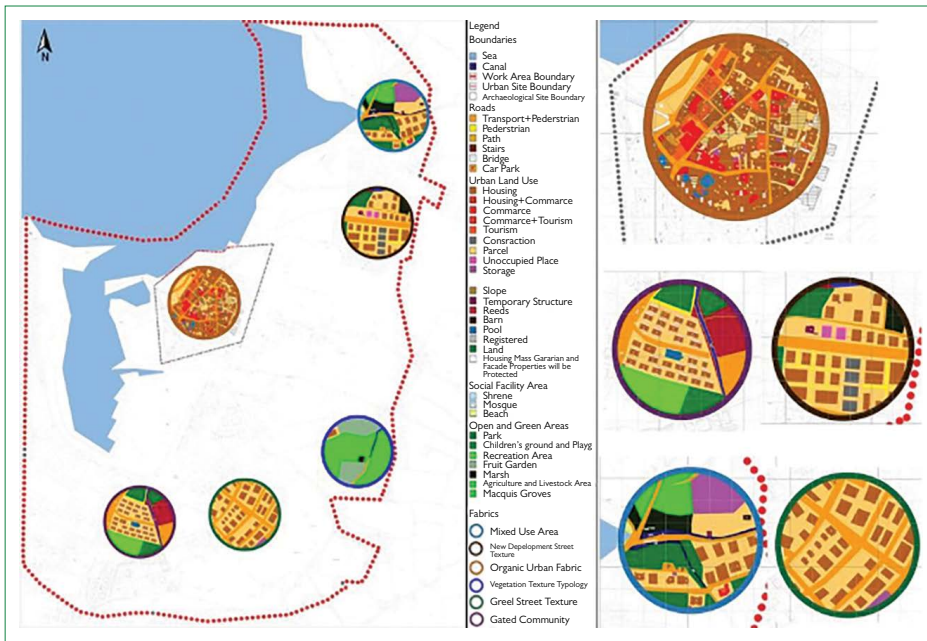 N
Legend
Boundaries
Sea
Canal
Work Area Boundary
Urban Site Boundary
Archaeological Site Boundary
Roads
Transport+Pederstrian
Pederstrian
Path
Stairs
Bridge
Car Park
Urban Land Use
Housing
Housing+Commarce
Commarce
Commarce+Tourism
Tourism
Consraction
Parcel
Unoccupied Place
Storage
Slope
Temporary Structure
Reeds
Barn
Pool
Registered
Land
Housing Mass Gararian and
Facade Properties will be
Protected
Social Facility Area
Shrene
Mosque
Beach
Open and Green Areas
Park
Children's ground and Playg
Recreation Area
Fruit Garden
Marsh
Agriculture and Livestock Area
Macquis Groves
Fabrics
Mixed Use Area
New Depelopment Street
Texture
Organic Urban Fabric
Vegetation Texture Typology
Greel Street Texture
Gated Community